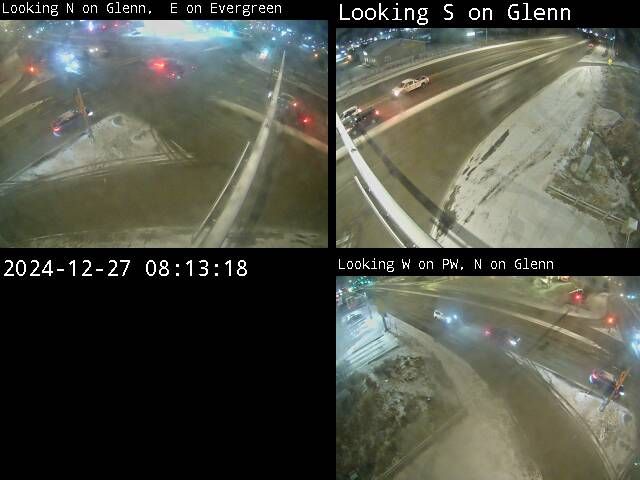 Looking N on Glenn, E on Evergreen
Looking S on Glenn
2024-12-27 08:13:18
Looking W on PW, N on Glenn